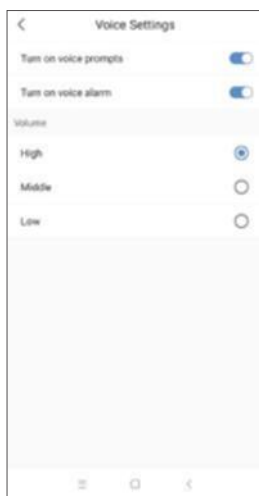 Voice Settings
Turn on voice prompts
Turn on voice alarm
Volume
High
Middle
Low